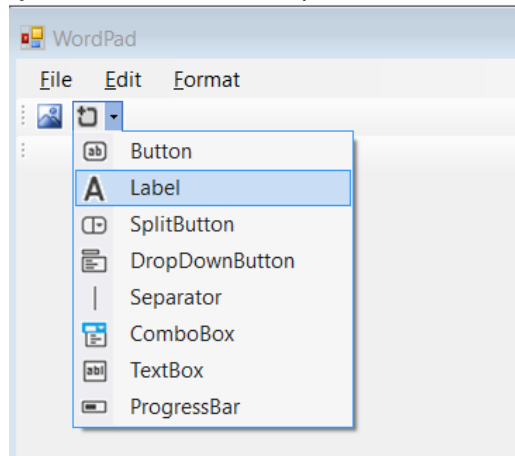 WordPad
File Edit Format
Button
Label
SplitButton
DropDownButton
Separator
ComboBox
TextBox
ProgressBar